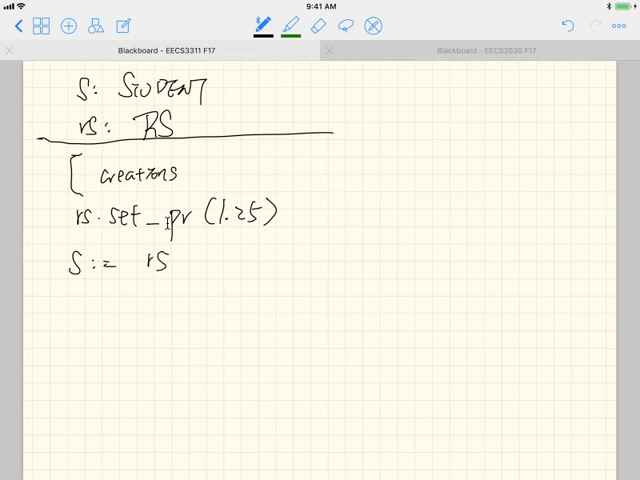 9:41 AM
Blackboard - EECS3311 F17
Blackboard - EECS2030 F17
s: STUDENT
rs: RS
creations
rs.set_pr (1.25)
s := rs